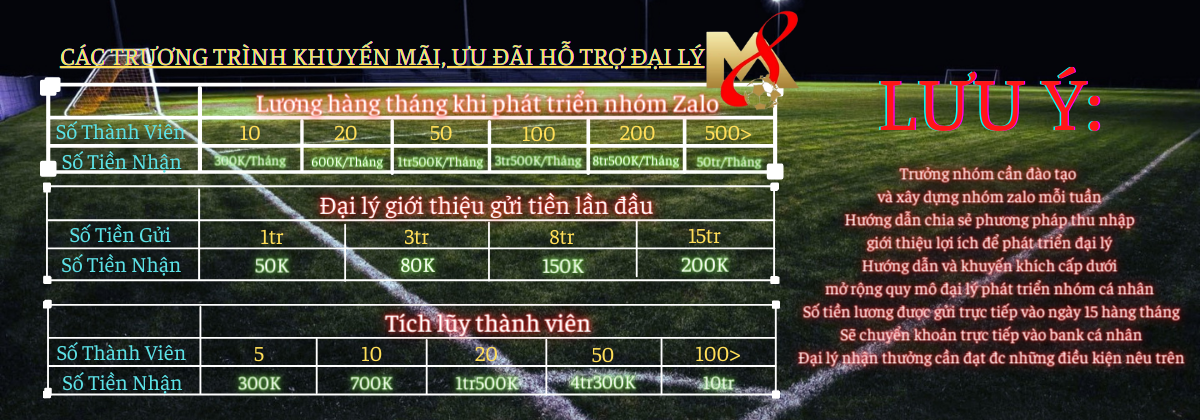 CÁC TRƯƠNG TRÌNH KHUYẾN MÃI, ƯU ĐÃI HỖ TRỢ ĐẠI LÝ
MA8
Lương hàng tháng khi phát triển nhóm Zalo
Số Thành Viên 10 20 50 100 200 500>
Số Tiền Nhận 300K/Tháng 600K/Tháng 1tr500K/Tháng 3tr500K/Tháng 8tr500K/Tháng 50tr/Tháng
Đại lý giới thiệu gửi tiền lần đầu
Số Tiền Gửi 1tr 3tr 8tr 15tr
Số Tiền Nhận 50K 80K 150K 200K
Tích lũy thành viên
Số Thành Viên 5 10 20 50 100>
Số Tiền Nhận 300K 700K 1tr500K 4tr300K 10tr
LƯU Ý:
Trưởng nhóm cần đào tạo
và xây dựng nhóm zalo mỗi tuần
Hướng dẫn chia sẻ phương pháp thu nhập
giới thiệu lợi ích để phát triển đại lý
Hướng dẫn và khuyến khích cấp dưới
mở rộng quy mô đại lý phát triển nhóm cá nhân
Số tiền lương được gửi trực tiếp vào ngày 15 hàng tháng
Sẽ chuyển khoản trực tiếp vào bank cá nhân
Đại lý nhận thưởng cần đạt đc những điều kiện nêu trên